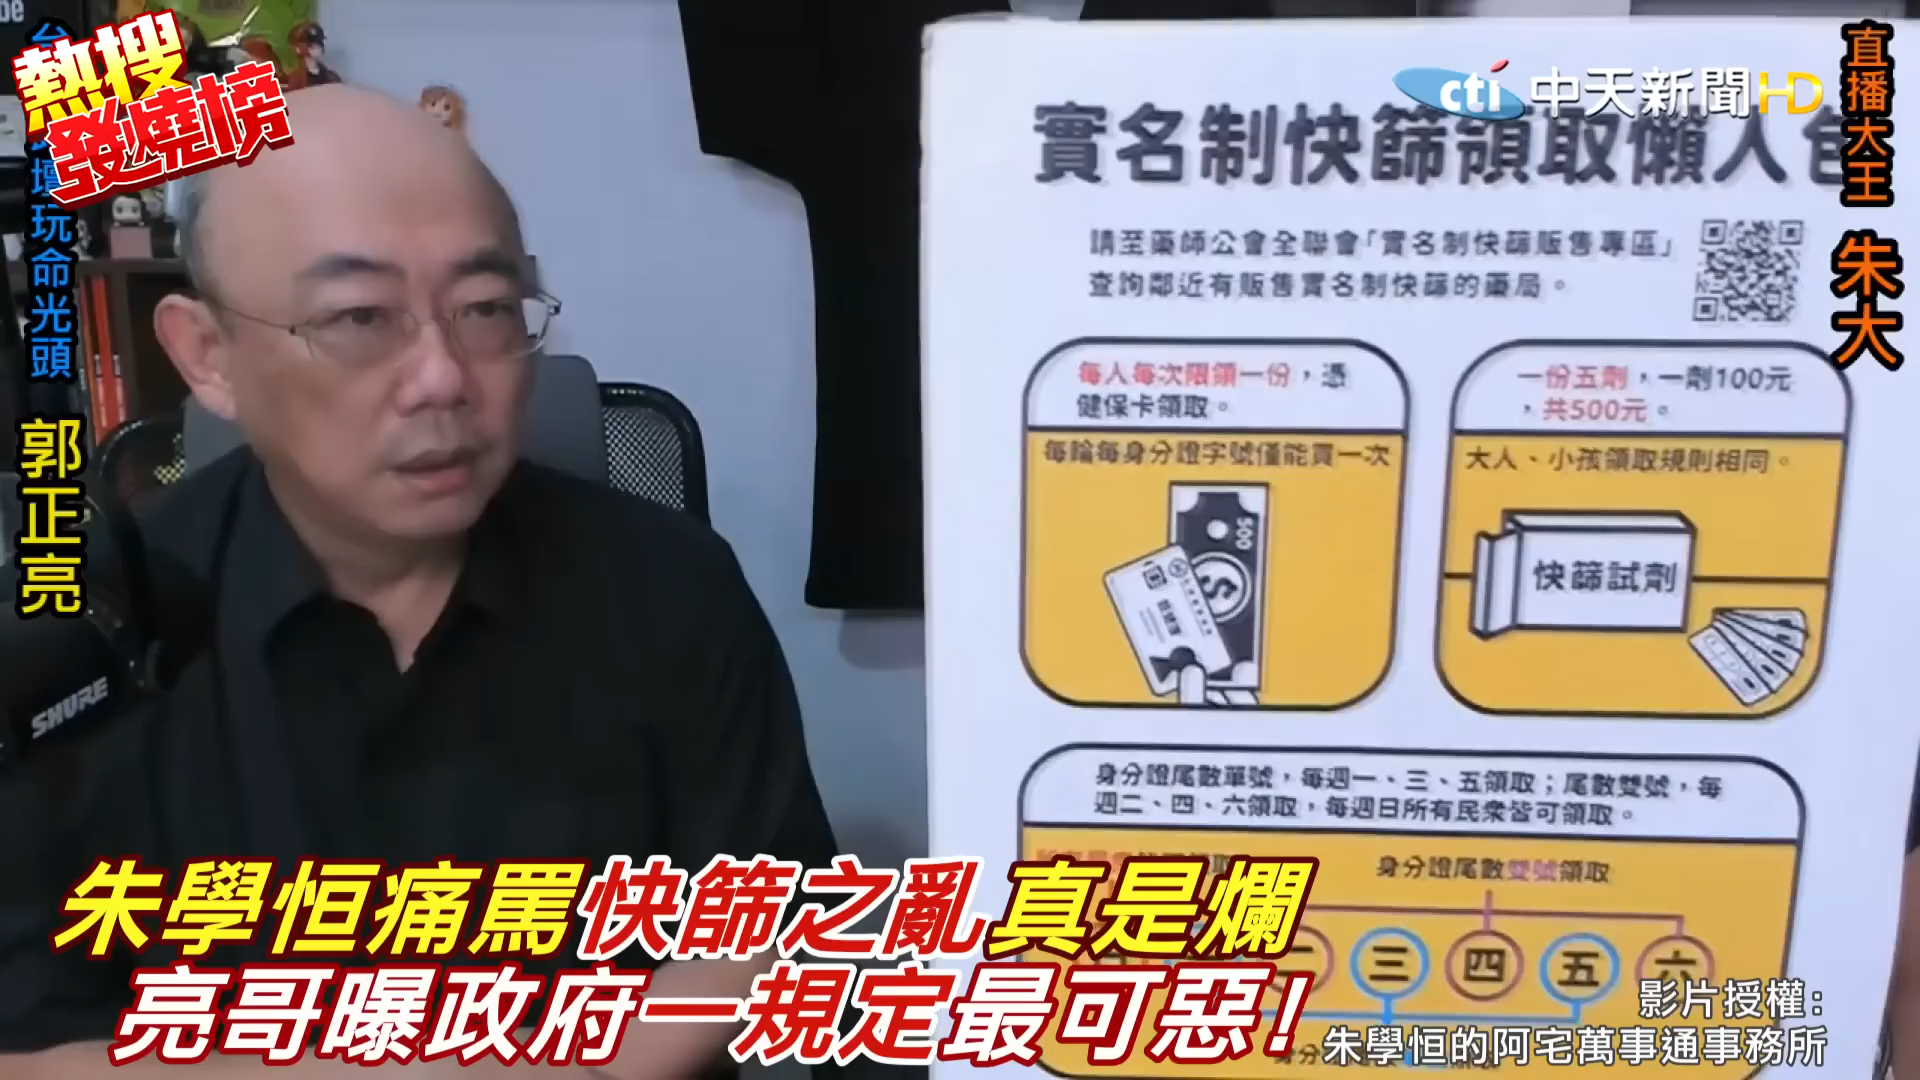 熱搜
發燒榜
玩命光頭
郭正亮
SHURE
cti 中天新聞HD
直播大王 朱大
實名制快篩領取懶人包
請至藥師公會全聯會「實名制快篩販售專區」
查詢鄰近有販售實名制快篩的藥局。
每人每次限領一份，憑
健保卡領取。
每輪每身分證字號僅能買一次
500
一份五劑，一劑100元
，共500元。
大人、小孩領取規則相同。
快篩試劑
身分證尾數單號，每週一、三、五領取；尾數雙號，每
週二、四、六領取，每週日所有民眾皆可領取。
身分證尾數雙號領取
三 四 五 六
朱學恒痛罵快篩之亂真是爛
亮哥曝政府一規定最可惡!
影片授權:
朱學恒的阿宅萬事通事務所